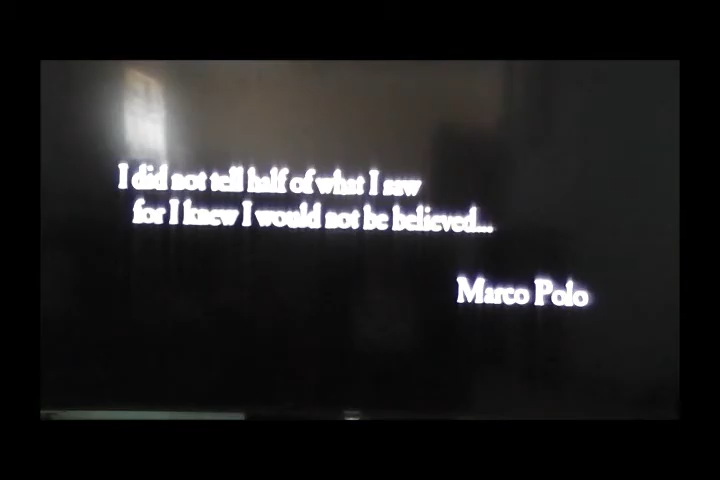 I did not tell half of what I saw
for I knew I would not be believed...
Marco Polo